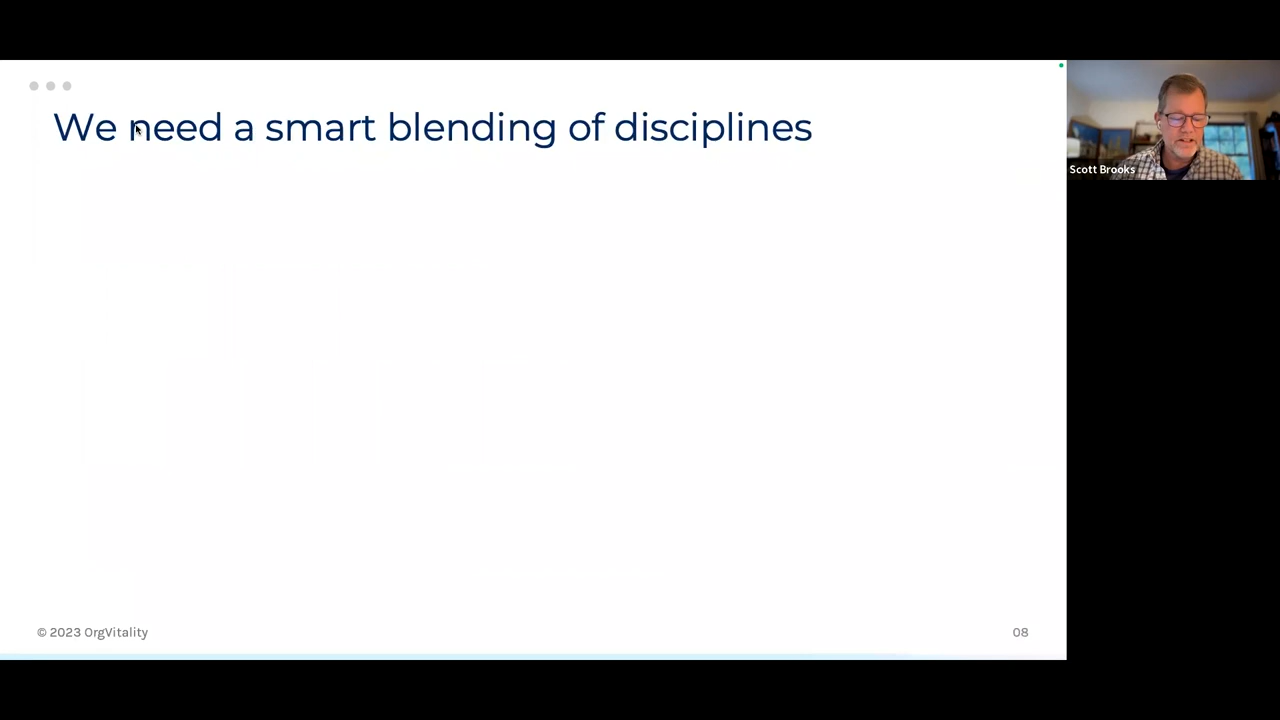 We need a smart blending of disciplines
Scott Brooks
© 2023 OrgVitality
08